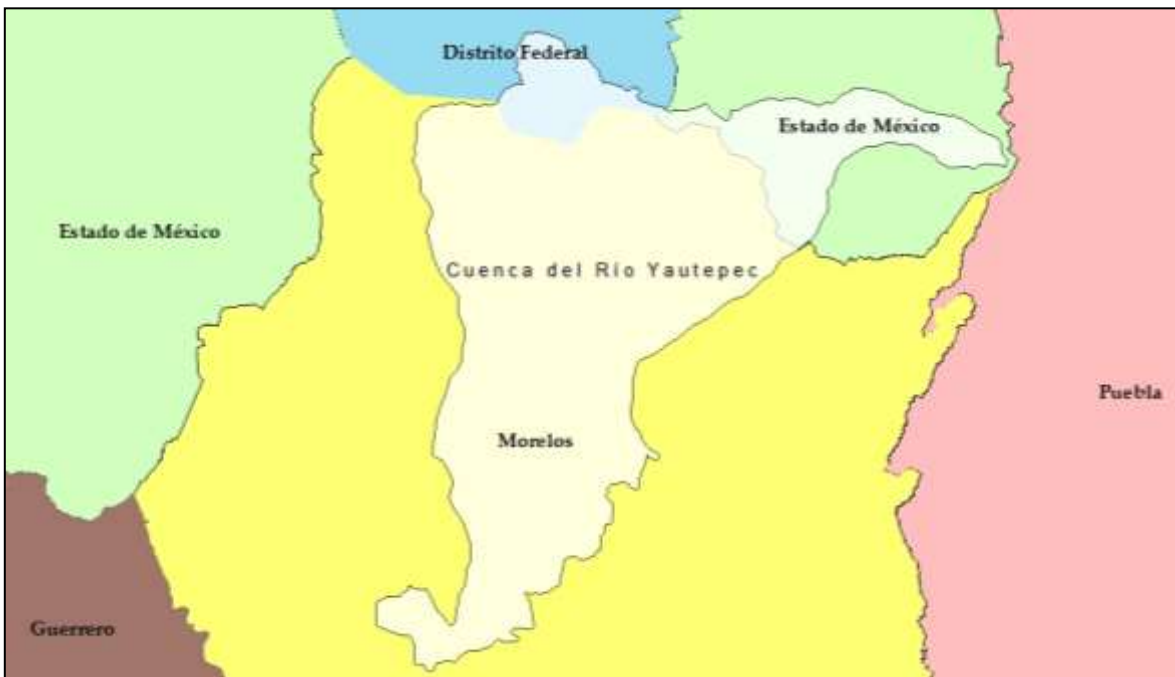 Distrito Federal
Estado de México
Estado de México
Cuenca del Río Yautepec
Puebla
Morelos
Guerrero